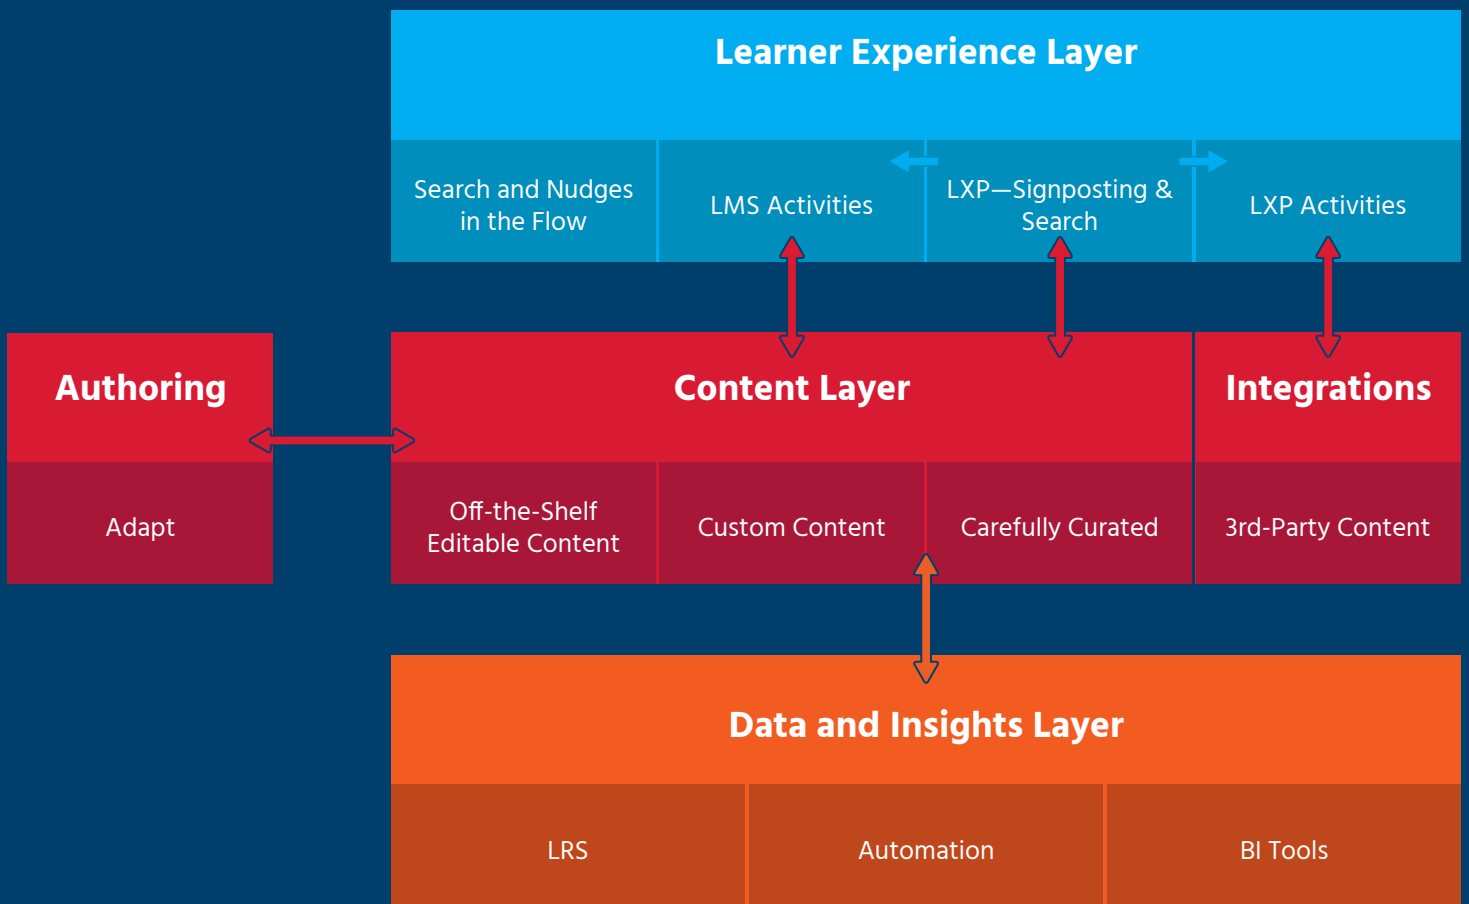 Learner Experience Layer
Search and Nudges
in the Flow
LMS Activities
LXP—Signposting &
Search
LXP Activities
Authoring
Adapt
Content Layer
Off-the-Shelf
Editable Content
Custom Content
Carefully Curated
Integrations
3rd-Party Content
Data and Insights Layer
LRS
Automation
BI Tools